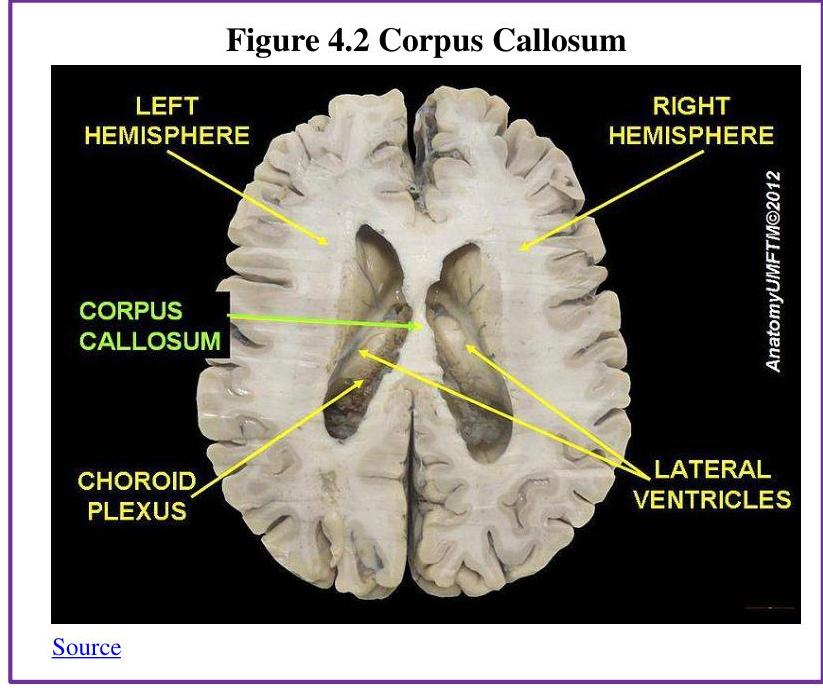 Figure 4.2 Corpus Callosum
LEFT
HEMISPHERE
RIGHT
HEMISPHERE
AnatomyUMFTM©2012
CORPUS
CALLOSUM
CHOROID
PLEXUS
LATERAL
VENTRICLES
Source